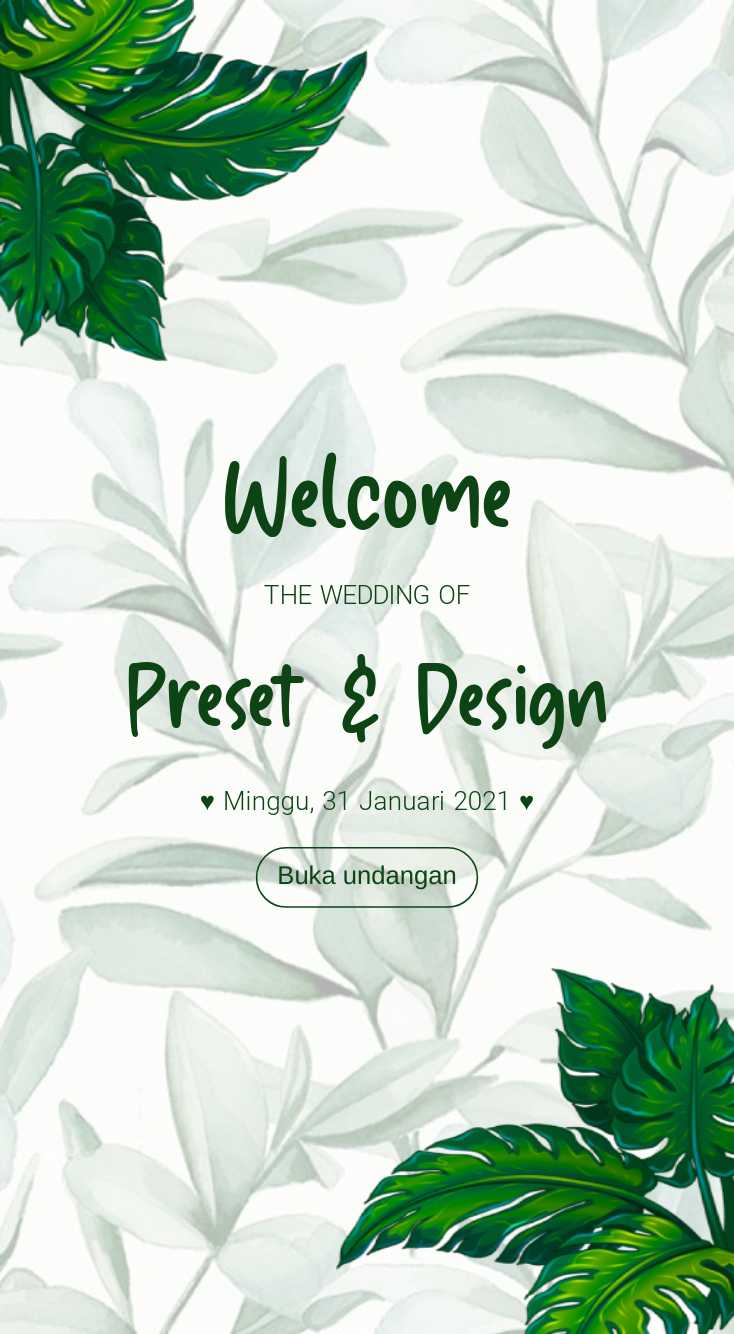 Welcome
THE WEDDING OF
Preset & Design
♥ Minggu, 31 Januari 2021 ♥
Buka undangan